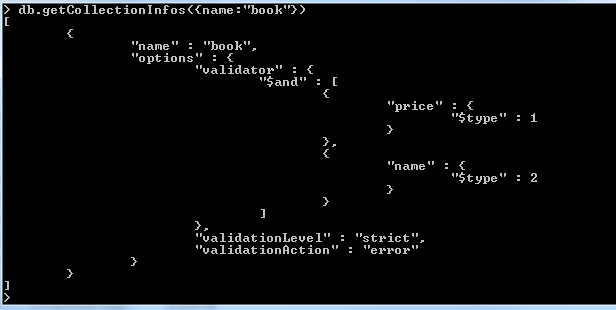 > db.getCollectionInfos({name:"book"})
[
{
"name" : "book",
"options" : {
"validator" : {
"$and" : [
{
"price" : {
"$type" : 1
}
},
{
"name" : {
"$type" : 2
}
}
]
},
"validationLevel" : "strict",
"validationAction" : "error"
}
}
]
>